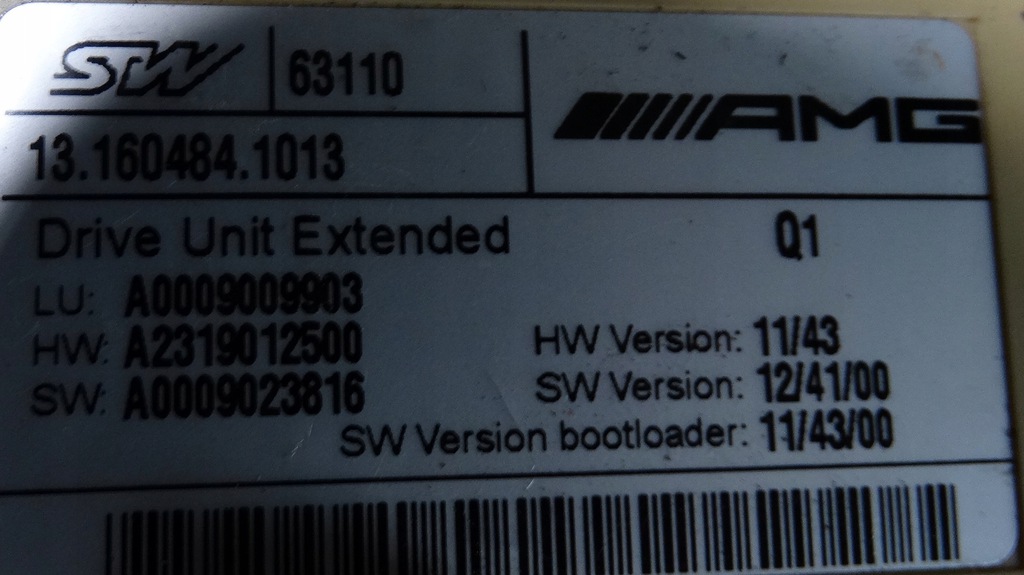 SW 63110
AMG
13.160484.1013
Drive Unit Extended Q1
LU: A0009009903
HW: A2319012500 HW Version: 11/43
SW: A0009023816 SW Version: 12/41/00
SW Version bootloader: 11/43/00